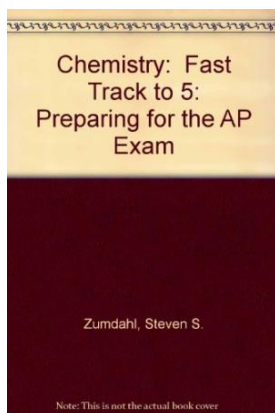 Chemistry: Fast
Track to 5:
Preparing for the AP
Exam
Zumdahl, Steven S.
Note: This is not the actual book cover